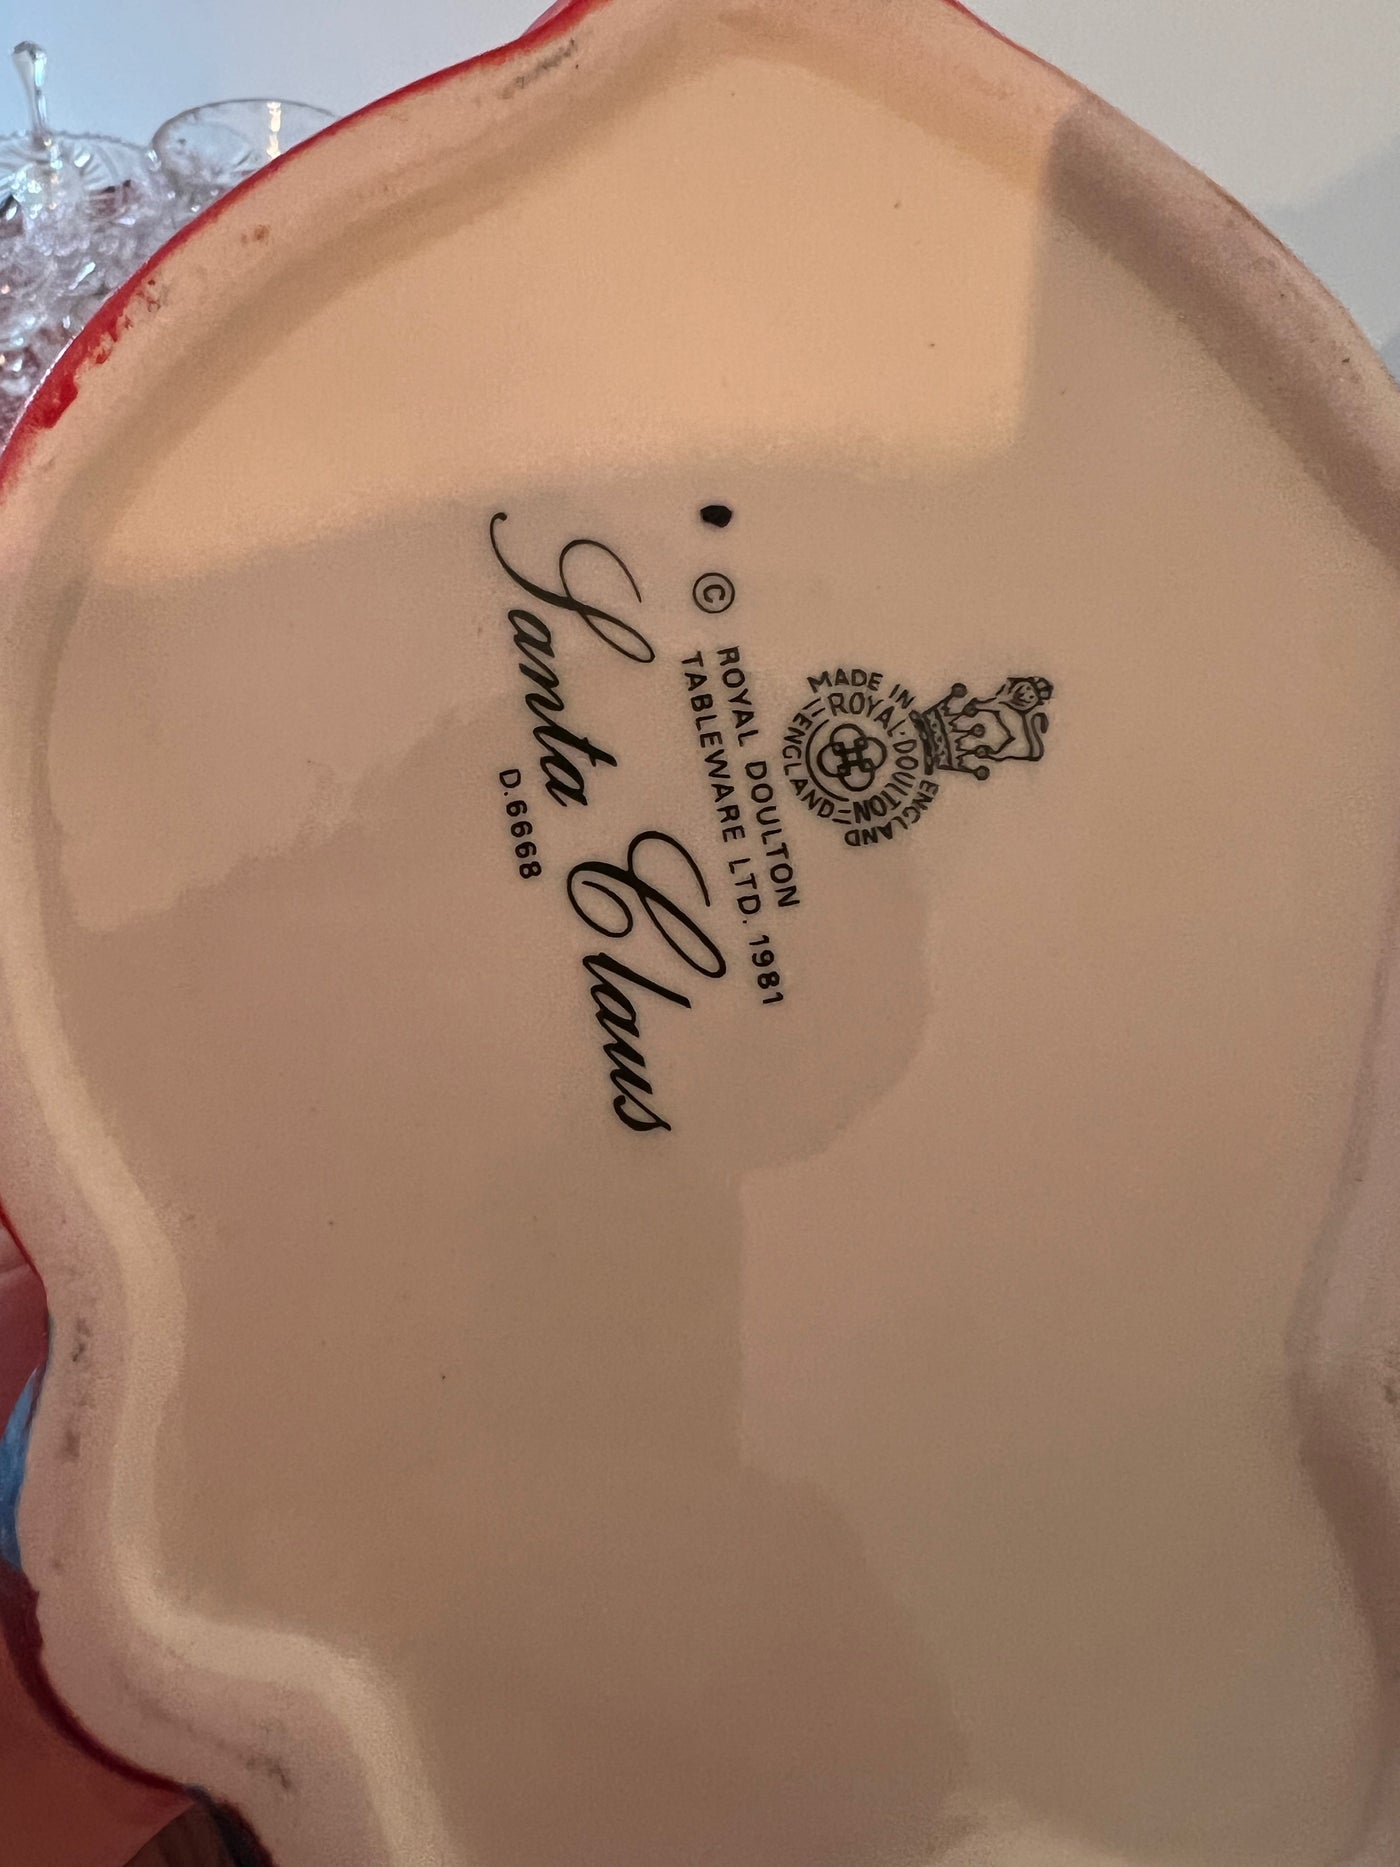 MADE IN ENGLAND
ROYAL·DOULTON
ENGLAND
© ROYAL DOULTON
TABLEWARE LTD. 1981
Santa Claus
D.6668